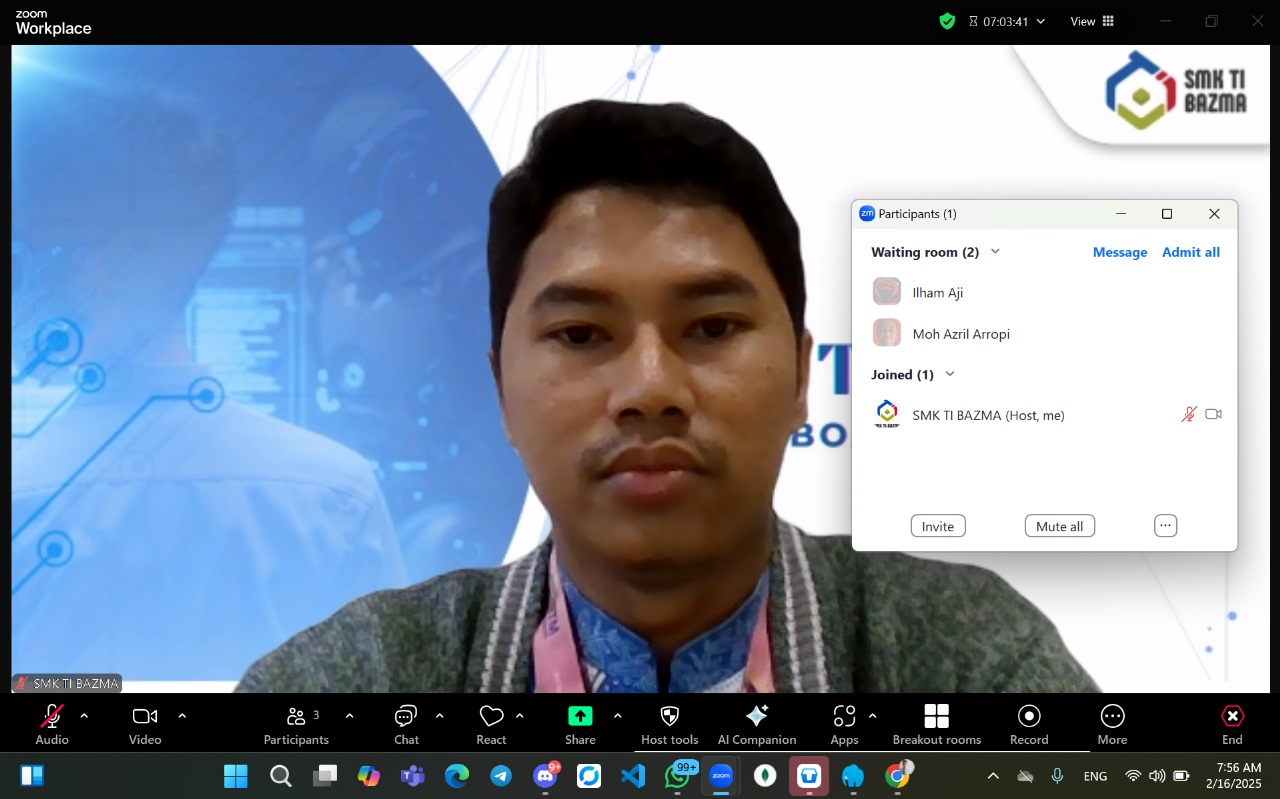 zoom
Workplace
07:03:41
View
SMK TI
BAZMA
Participants (1)
Waiting room (2)
Message
Admit all
Ilham Aji
Moh Azril Arropi
Joined (1)
SMK TI BAZMA (Host, me)
Invite
Mute all
SMK TI BAZMA
Audio
Video
Participants
3
Chat
React
Share
Host tools
AI Companion
Apps
Breakout rooms
Record
More
End
9+
99+
zoom
ENG
7:56 AM
2/16/2025